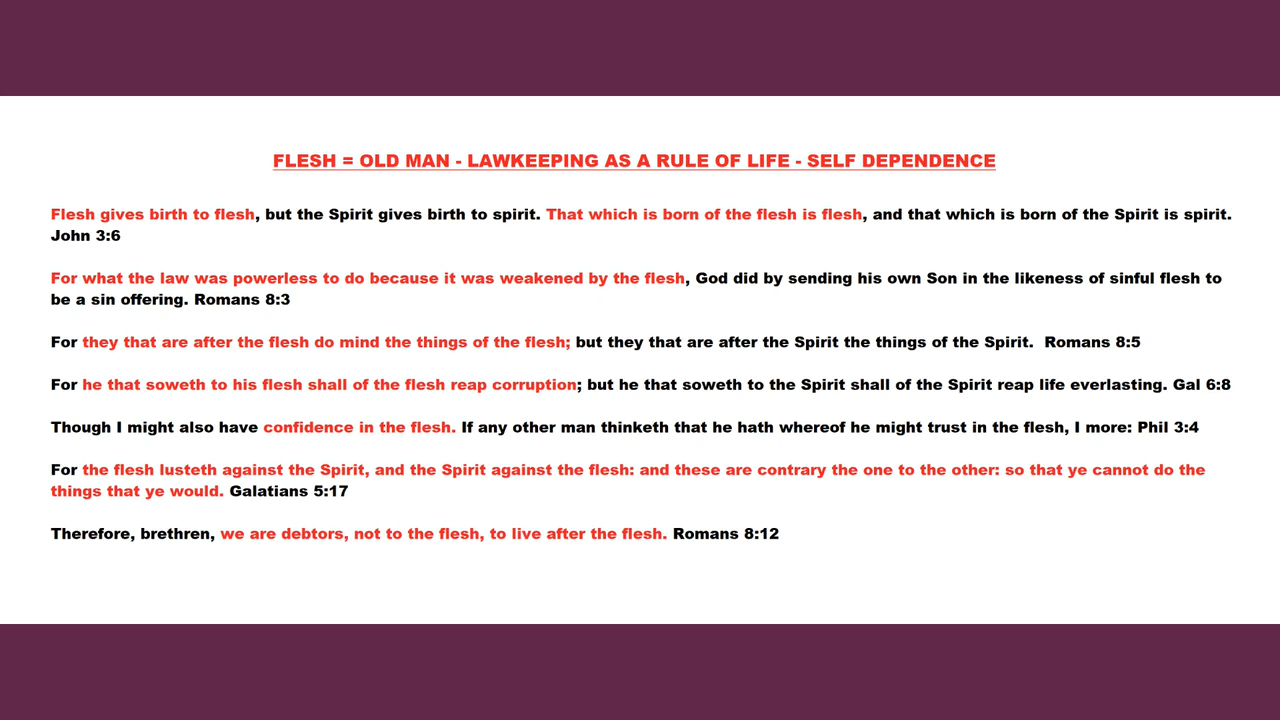 FLESH = OLD MAN - LAWKEEPING AS A RULE OF LIFE - SELF DEPENDENCE
Flesh gives birth to flesh, but the Spirit gives birth to spirit. That which is born of the flesh is flesh, and that which is born of the Spirit is spirit.
John 3:6
For what the law was powerless to do because it was weakened by the flesh, God did by sending his own Son in the likeness of sinful flesh to
be a sin offering. Romans 8:3
For they that are after the flesh do mind the things of the flesh; but they that are after the Spirit the things of the Spirit.  Romans 8:5
For he that soweth to his flesh shall of the flesh reap corruption; but he that soweth to the Spirit shall of the Spirit reap life everlasting. Gal 6:8
Though I might also have confidence in the flesh. If any other man thinketh that he hath whereof he might trust in the flesh, I more: Phil 3:4
For the flesh lusteth against the Spirit, and the Spirit against the flesh: and these are contrary the one to the other: so that ye cannot do the
things that ye would. Galatians 5:17
Therefore, brethren, we are debtors, not to the flesh, to live after the flesh. Romans 8:12